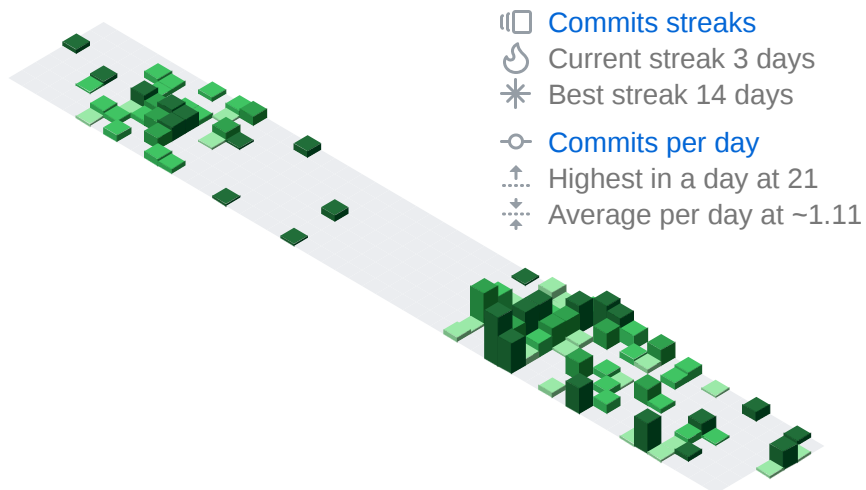 Commits streaks
Current streak 3 days
Best streak 14 days
Commits per day
Highest in a day at 21
Average per day at ~1.11